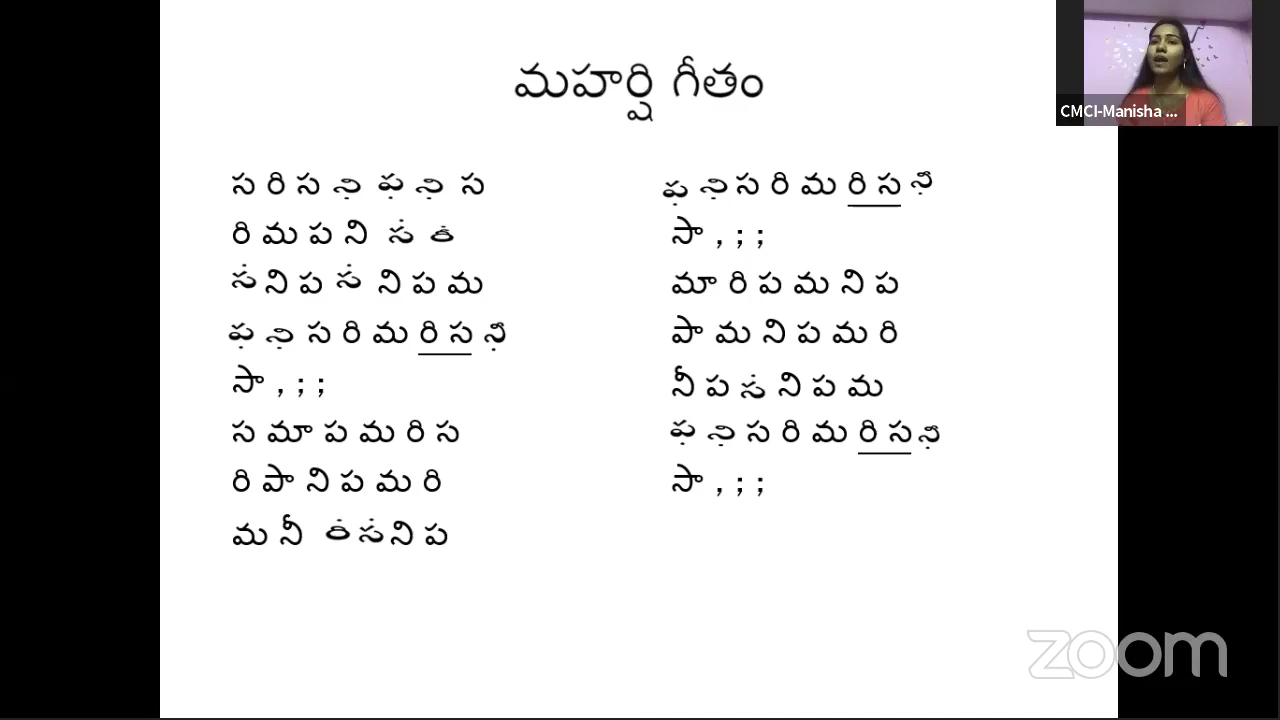 మహర్షి గీతం
CMCI-Manisha ...
స రి స ని ప ని స
రి మ ప ని స రి
స ని ప స ని ప మ
ప ని స రి మ రి స ని
సా , ; ;
స మా ప మ రి స
రి పా ని ప మ రి
మ నీ రి స ని ప
ప ని స రి మ రి స ని
సా , ; ;
మా రి ప మ ని ప
పా మ ని ప మ రి
నీ ప స ని ప మ
ప ని స రి మ రి స ని
సా , ; ;
zoom